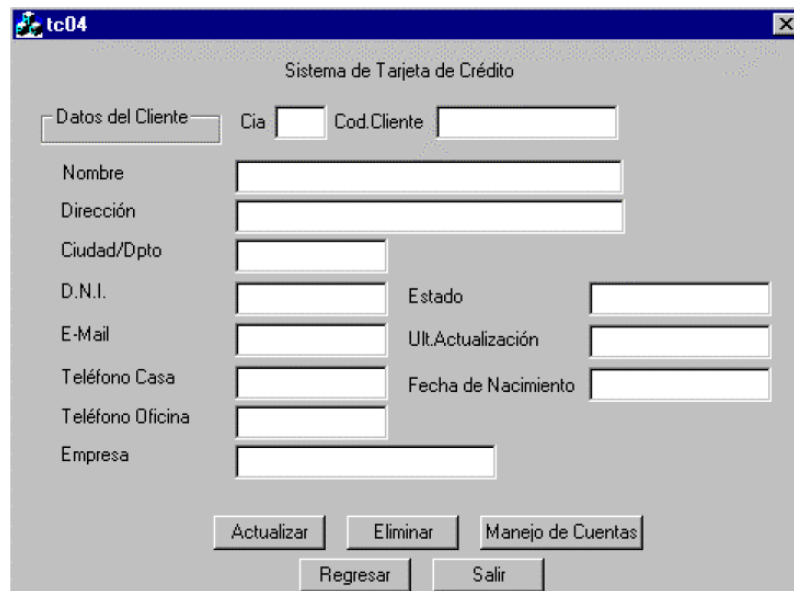 tc04
Sistema de Tarjeta de Crédito
Datos del Cliente Cia Cod.Cliente
Nombre
Dirección
Ciudad/Dpto
D.N.I. Estado
E-Mail Ult.Actualización
Teléfono Casa Fecha de Nacimiento
Teléfono Oficina
Empresa
Actualizar Eliminar Manejo de Cuentas
Regresar Salir